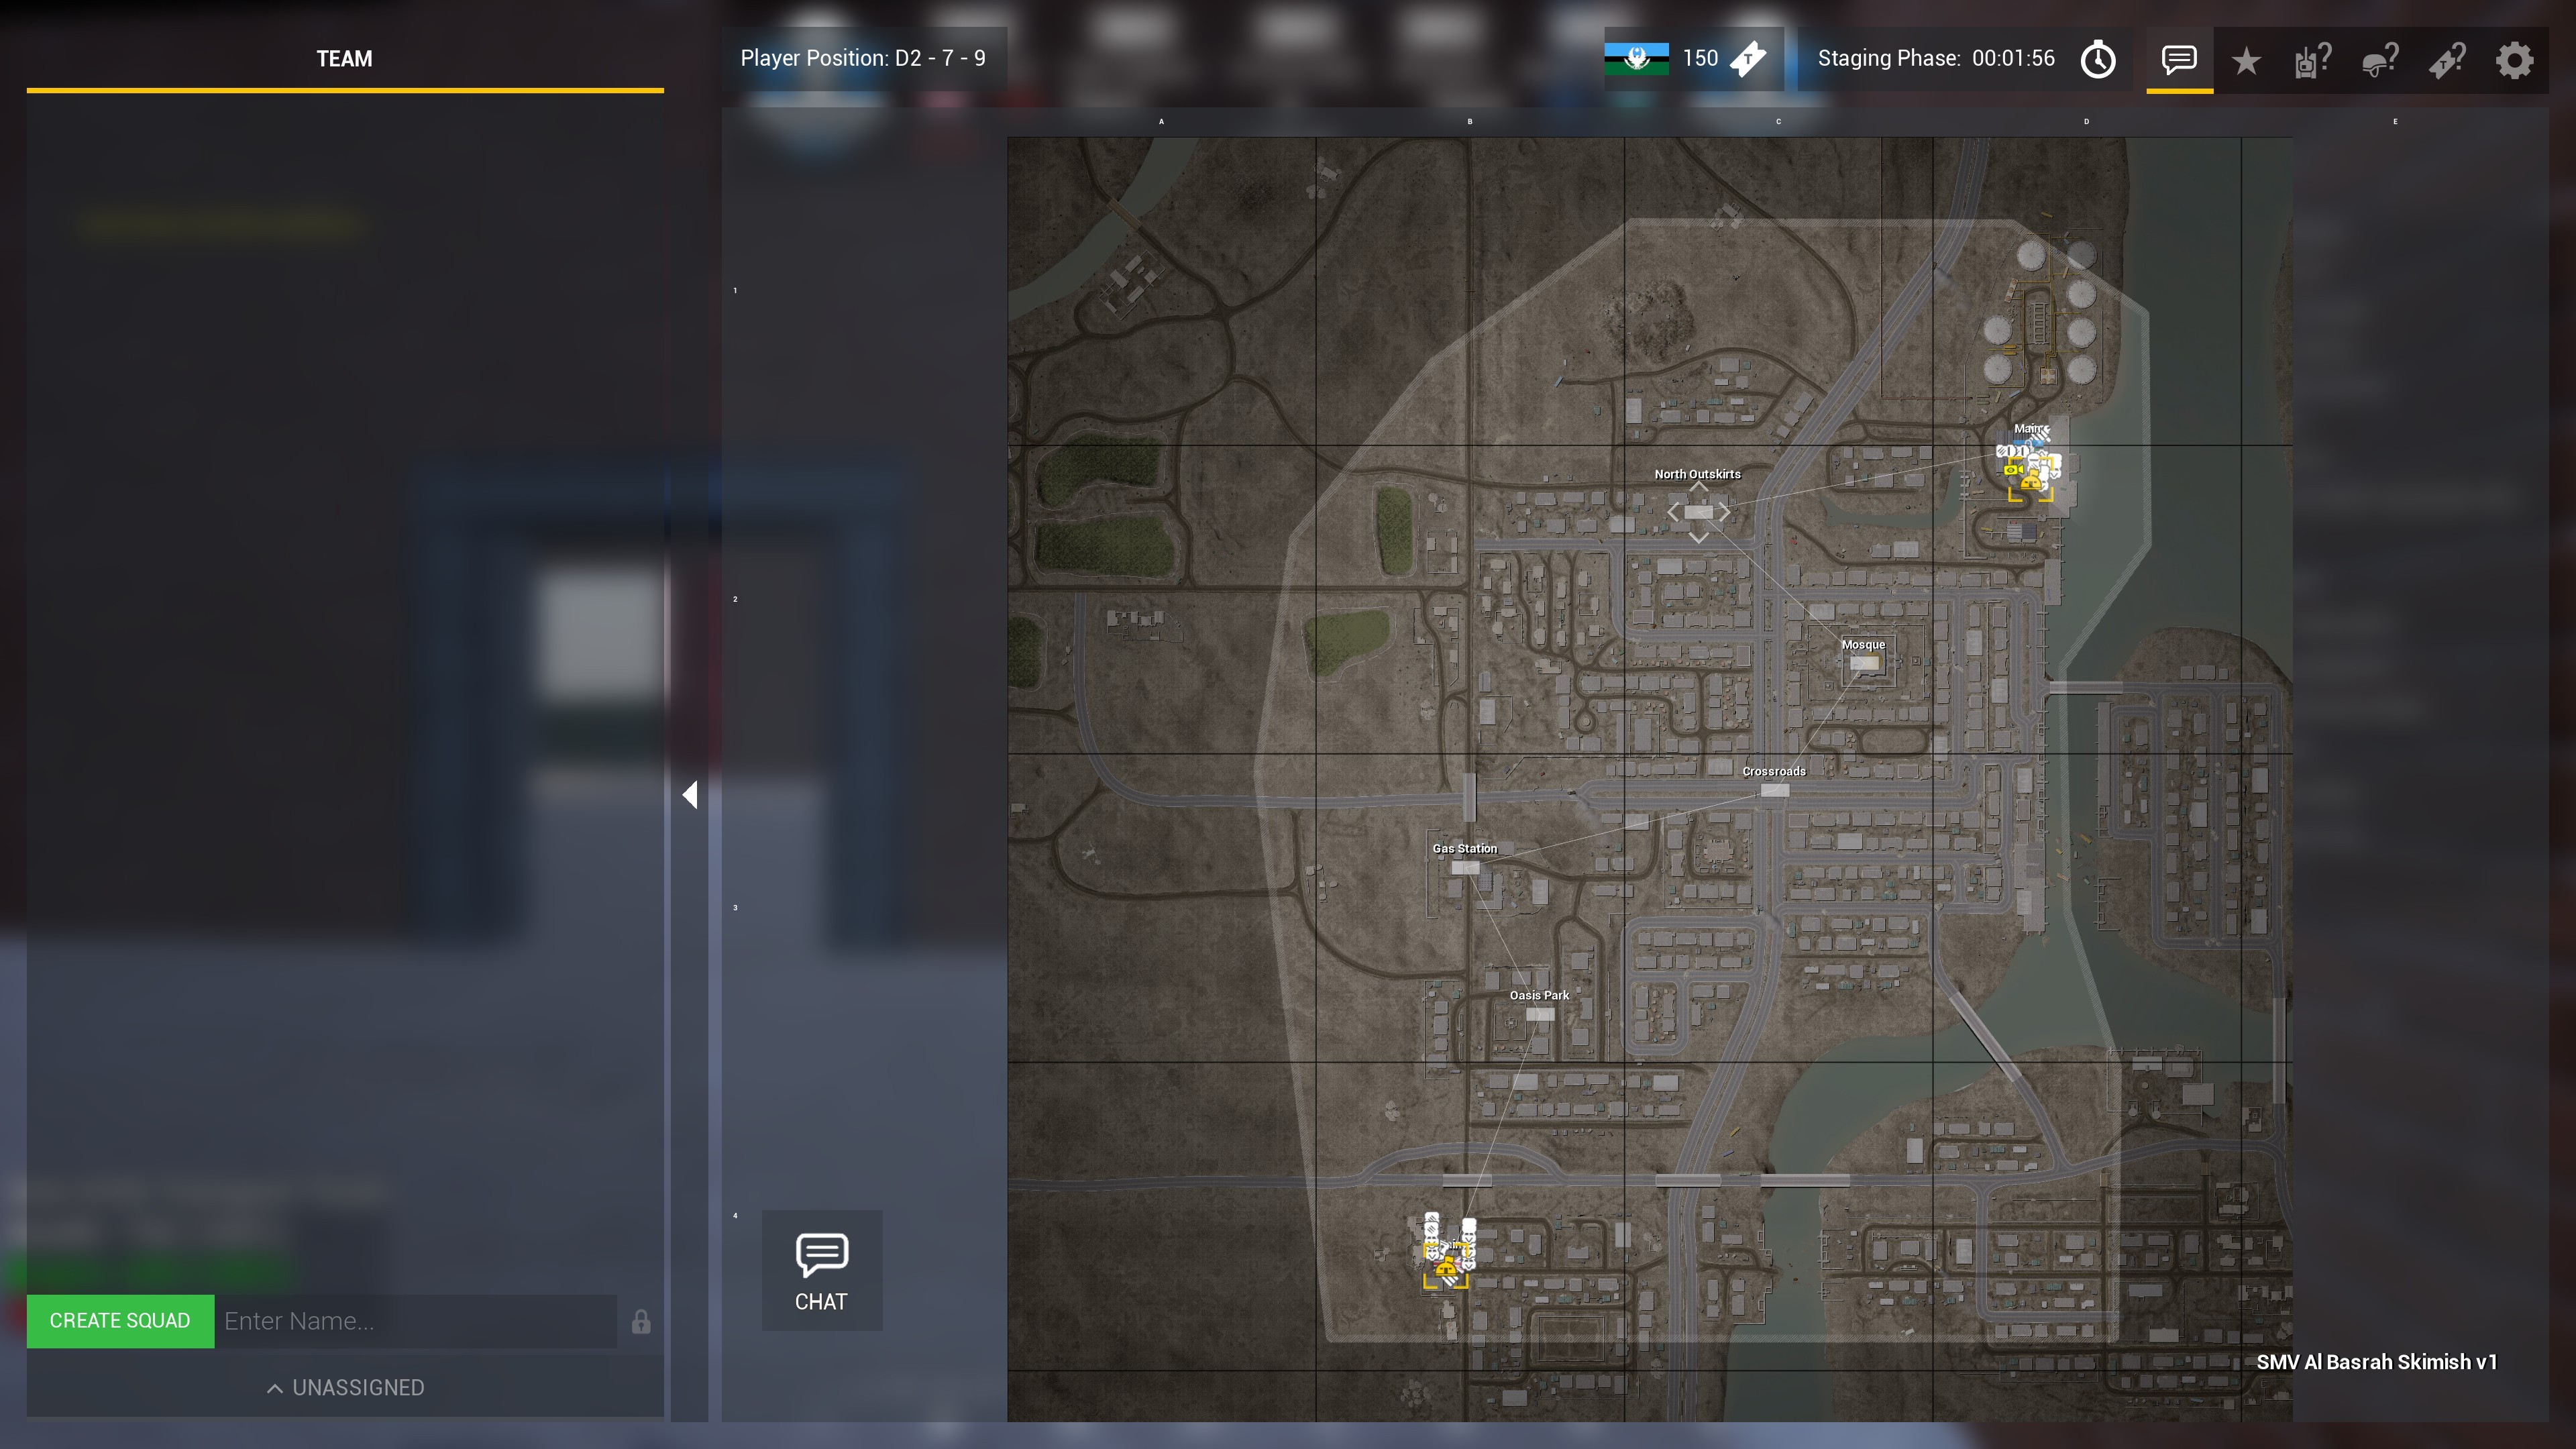 TEAM
Player Position: D2 - 7 - 9
150
T
Staging Phase: 00:01:56
A
B
C
D
E
1
2
3
4
Main
North Outskirts
Mosque
Crossroads
Gas Station
Oasis Park
CHAT
CREATE SQUAD
Enter Name...
UNASSIGNED
SMV Al Basrah Skimish v1